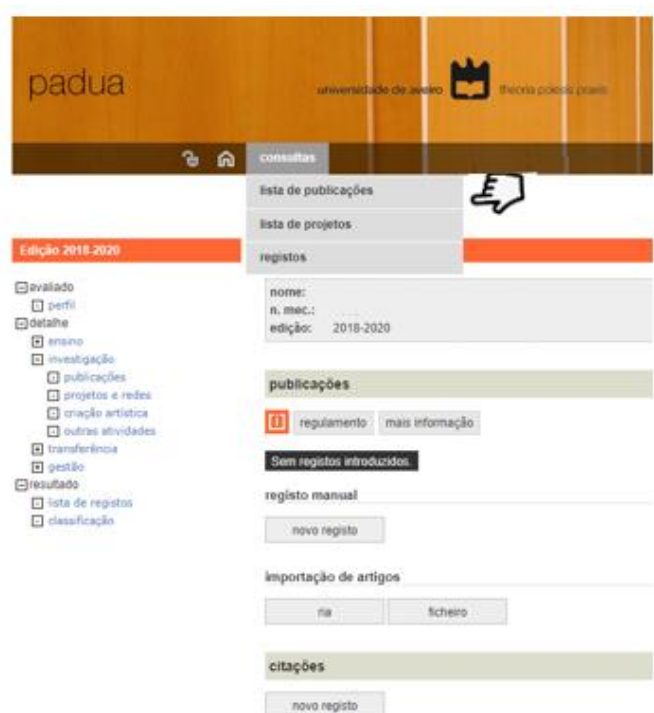 padua
universidade de aveiro
theoria poiesis praxis
consultas
lista de publicações
lista de projetos
registos
Edição 2018-2020
avaliado
perfil
detalhe
ensino
investigação
publicações
projetos e redes
criação artística
outras atividades
transferência
gestão
resultado
lista de registos
classificação
nome:
n. mec.:
edição: 2018-2020
publicações
regulamento mais informação
Sem registos introduzidos.
registo manual
novo registo
importação de artigos
ria ficheiro
citações
novo registo